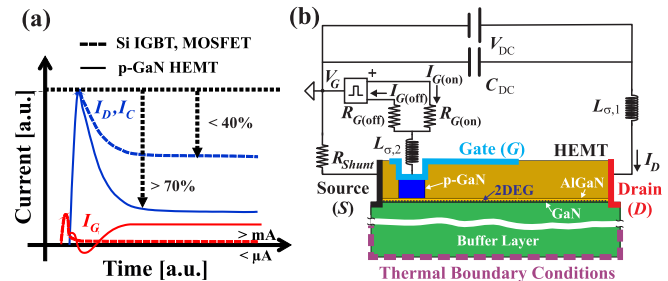 (a)
Si IGBT, MOSFET
p-GaN HEMT
I_D, I_C
< 40%
> 70%
I_G
> mA
< μA
Current [a.u.]
Time [a.u.]
(b)
V_DC
C_DC
V_G
+
I_G(on)
I_G(off)
R_G(off)
R_G(on)
L_σ,1
L_σ,2
R_Shunt
I_D
Gate (G)
HEMT
Source (S)
p-GaN
2DEG
AlGaN
Drain (D)
GaN
Buffer Layer
Thermal Boundary Conditions